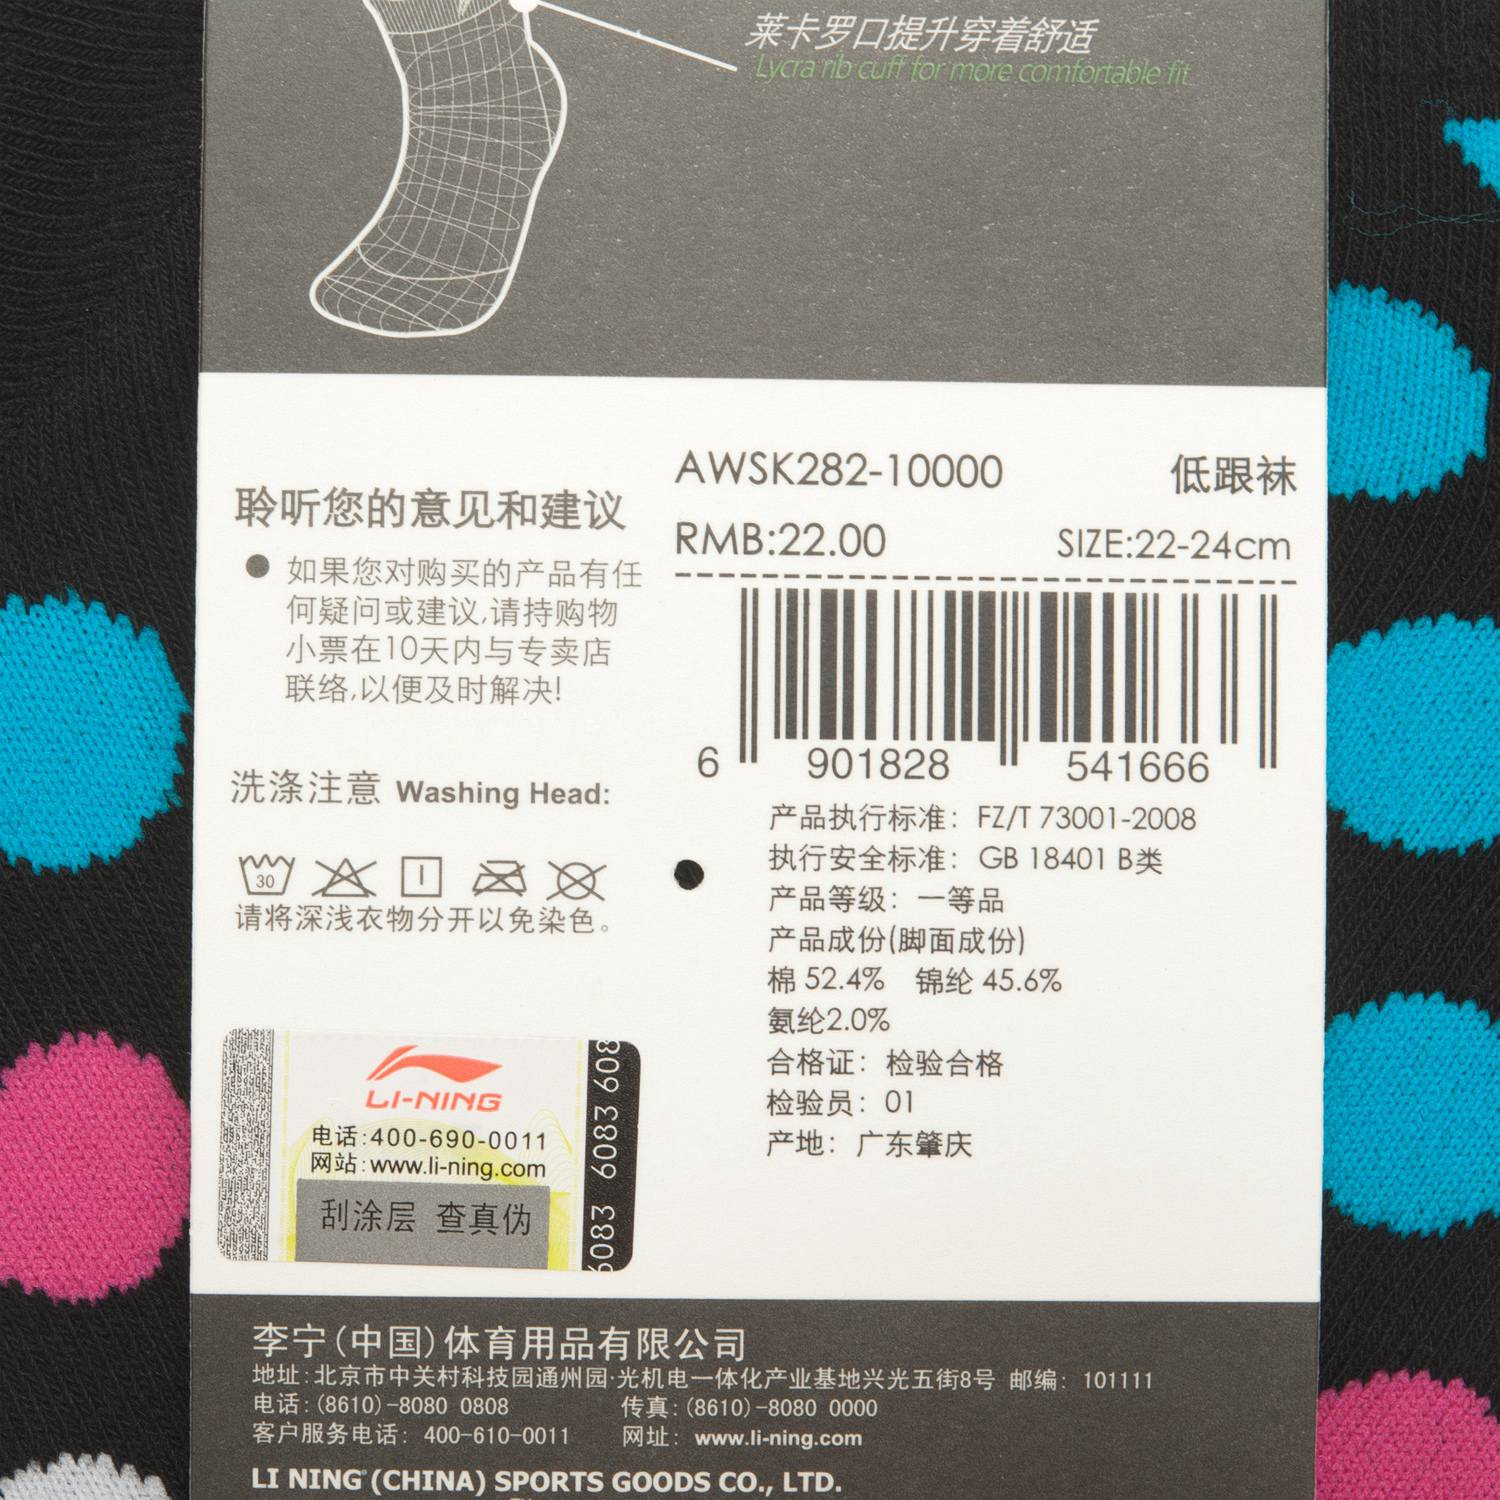 莱卡罗口提升穿着舒适
Lycra rib cuff for more comfortable fit
AWSK282-10000 低跟袜
RMB:22.00 SIZE:22-24cm
6 901828 541666
聆听您的意见和建议
● 如果您对购买的产品有任
何疑问或建议,请持购物
小票在10天内与专卖店
联络,以便及时解决!
洗涤注意 Washing Head:
30
请将深浅衣物分开以免染色。
产品执行标准：FZ/T 73001-2008
执行安全标准：GB 18401 B类
产品等级：一等品
产品成份(脚面成份)
棉 52.4% 锦纶 45.6%
氨纶2.0%
合格证：检验合格
检验员：01
产地：广东肇庆
LI-NING
电话:400-690-0011
网站:www.li-ning.com
刮涂层 查真伪
6083 6083 608
李宁(中国)体育用品有限公司
地址:北京市中关村科技园通州园·光机电一体化产业基地兴光五街8号 邮编: 101111
电话:(8610)-8080 0808 传真:(8610)-8080 0000
客户服务电话: 400-610-0011 网址: www.li-ning.com
LI NING (CHINA) SPORTS GOODS CO., LTD.